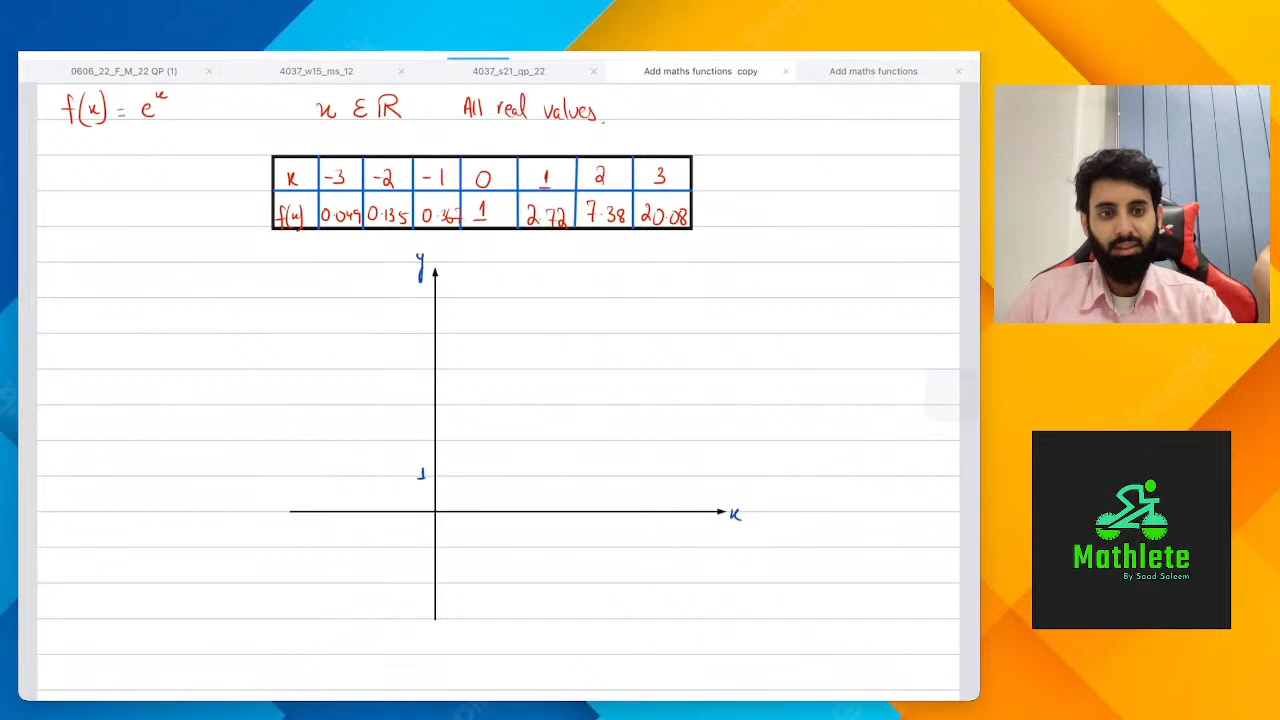 0606_22_F_M_22 QP (1) × 4037_w15_ms_12 × 4037_s21_qp_22 × Add maths functions copy × Add maths functions ×
f(x) = e^x x ∈ ℝ All real values.
x -3 -2 -1 0 1 2 3
f(x) 0.049 0.135 0.367 1 2.72 7.38 20.08
y
1
x
Mathlete
By Saad Saleem